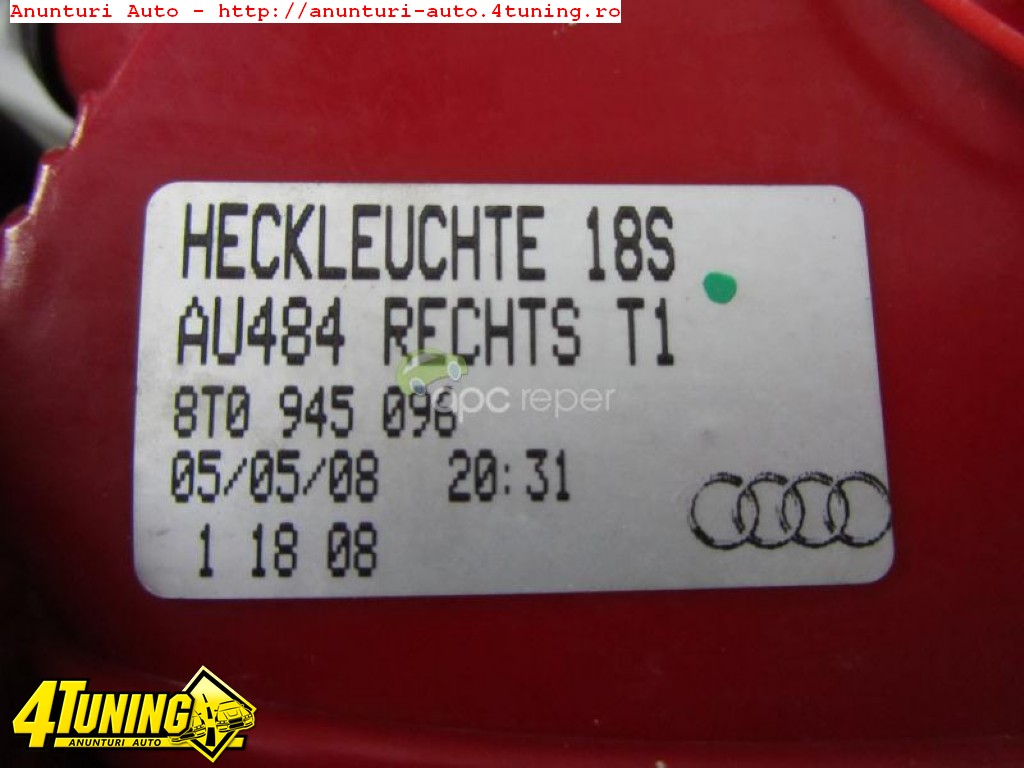 Anunturi Auto - http://anunturi-auto.4tuning.ro
HECKLEUCHTE 18S
AU484 RECHTS T1
apc reper
8T0 945 096
05/05/08 20:31
1 18 08
4TUNING
ANUNTURI AUTO